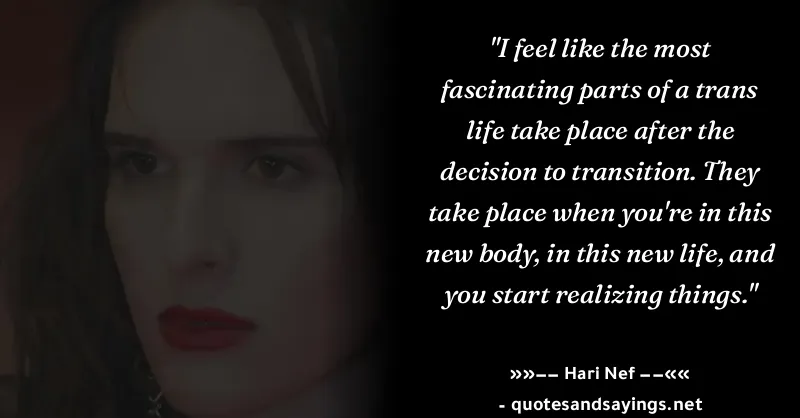 "I feel like the most
fascinating parts of a trans
life take place after the
decision to transition. They
take place when you're in this
new body, in this new life, and
you start realizing things."
»»–– Hari Nef ––««
- quotesandsayings.net